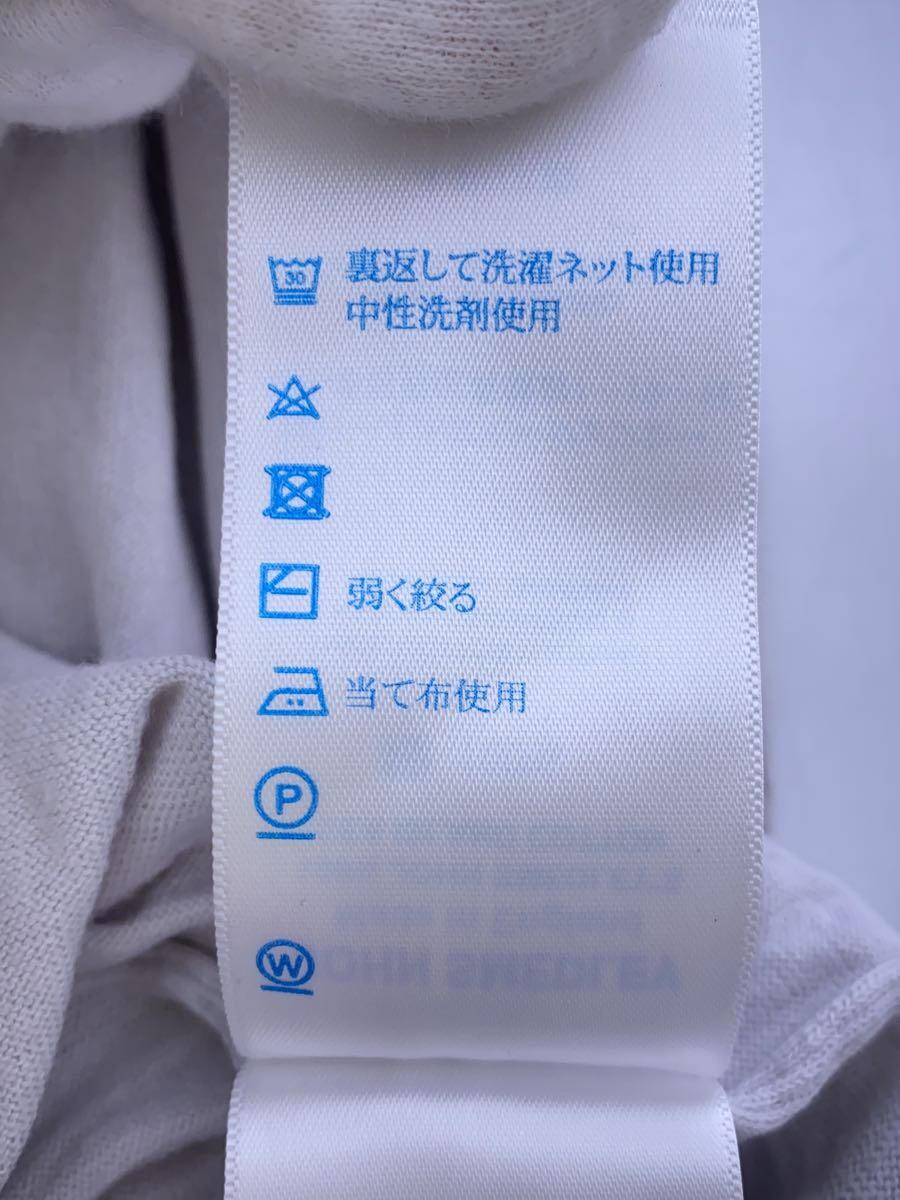 30 裏返して洗濯ネット使用
中性洗剤使用
弱く絞る
当て布使用
P
W